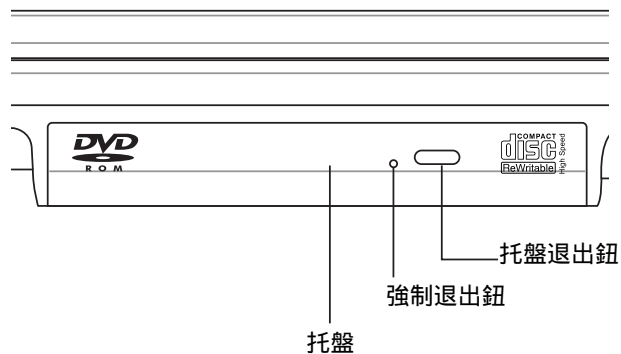 DVD
ROM
COMPACT
disc
ReWritable
High Speed
托盤退出鈕
強制退出鈕
托盤